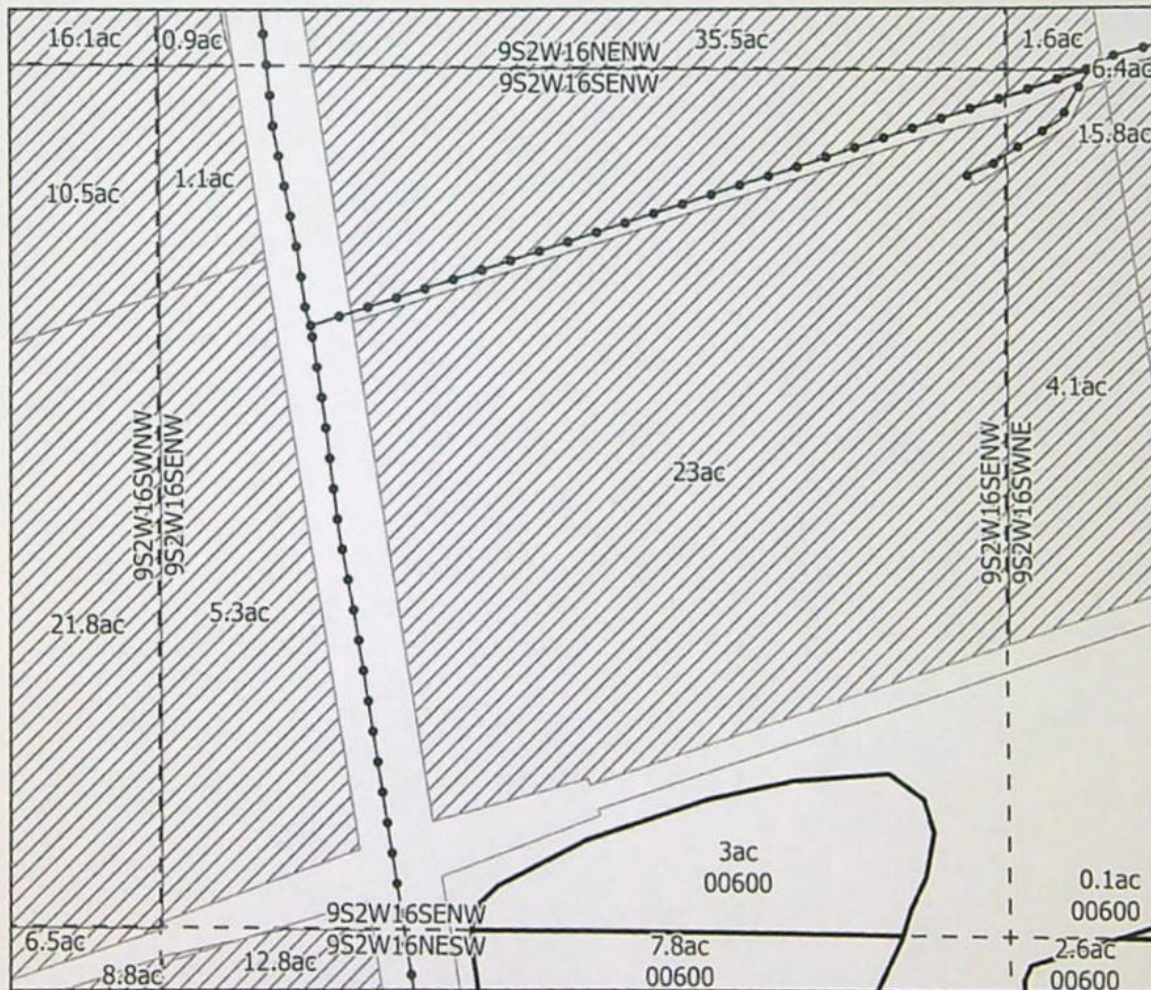 16.1ac
0.9ac
9S2W16NENW
9S2W16SENW
35.5ac
1.6ac
6.4ac
15.8ac
10.5ac
1.1ac
4.1ac
23ac
9S2W16SWNW
9S2W16SENW
9S2W16SENW
9S2W16SWNE
21.8ac
5.3ac
3ac
00600
0.1ac
00600
9S2W16SENW
9S2W16NESW
6.5ac
8.8ac
12.8ac
7.8ac
00600
2.6ac
00600